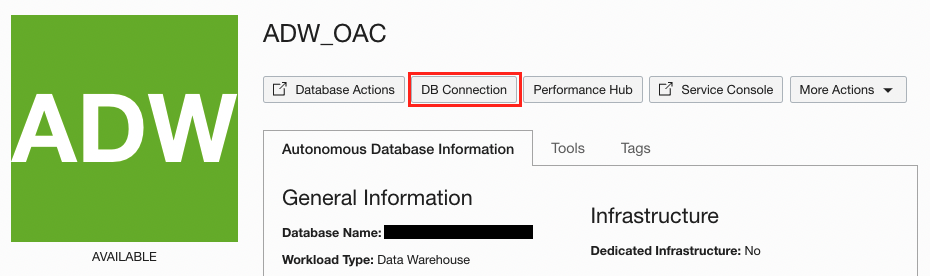 ADW_OAC
ADW
Database Actions
DB Connection
Performance Hub
Service Console
More Actions
Autonomous Database Information
Tools
Tags
General Information
Database Name:
Workload Type: Data Warehouse
Infrastructure
Dedicated Infrastructure: No
AVAILABLE